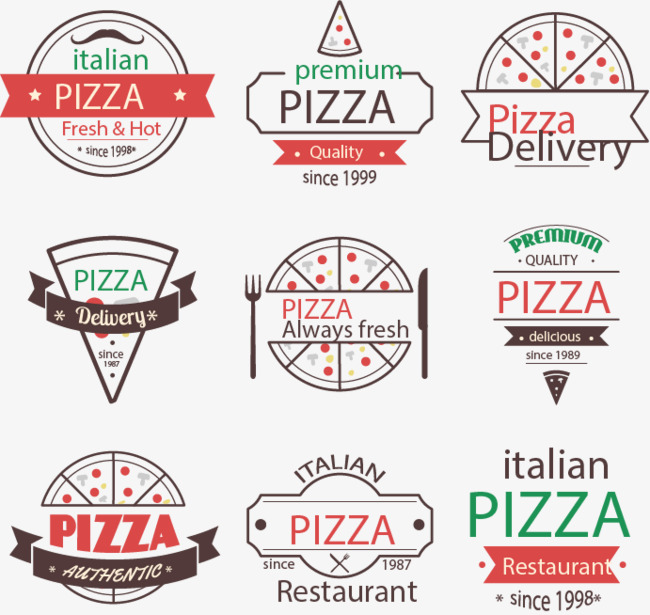 italian
PIZZA
Fresh & Hot
* since 1998*
premium
PIZZA
Quality
since 1999
Pizza
Delivery
PIZZA
* Delivery *
since
1987
PIZZA
Always fresh
PREMIUM
QUALITY
PIZZA
delicious
since 1989
PIZZA
AUTHENTIC
ITALIAN
PIZZA
since 1987
Restaurant
italian
PIZZA
Restaurant
* since 1998*